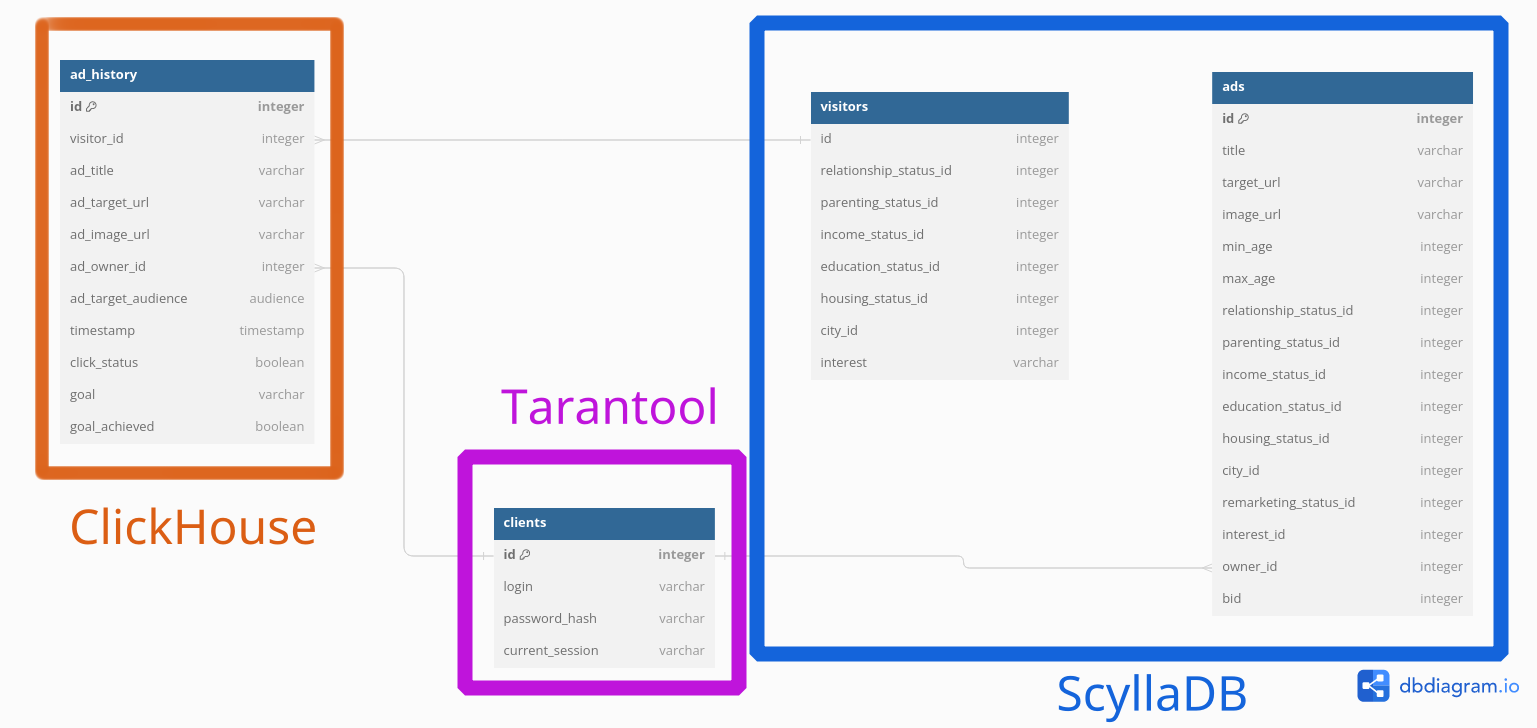 ad_history
id integer
visitor_id integer
ad_title varchar
ad_target_url varchar
ad_image_url varchar
ad_owner_id integer
ad_target_audience audience
timestamp timestamp
click_status boolean
goal varchar
goal_achieved boolean
ClickHouse
Tarantool
clients
id integer
login varchar
password_hash varchar
current_session varchar
visitors
id integer
relationship_status_id integer
parenting_status_id integer
income_status_id integer
education_status_id integer
housing_status_id integer
city_id integer
interest varchar
ads
id integer
title varchar
target_url varchar
image_url varchar
min_age integer
max_age integer
relationship_status_id integer
parenting_status_id integer
income_status_id integer
education_status_id integer
housing_status_id integer
city_id integer
remarketing_status_id integer
interest_id integer
owner_id integer
bid integer
ScyllaDB
dbdiagram.io